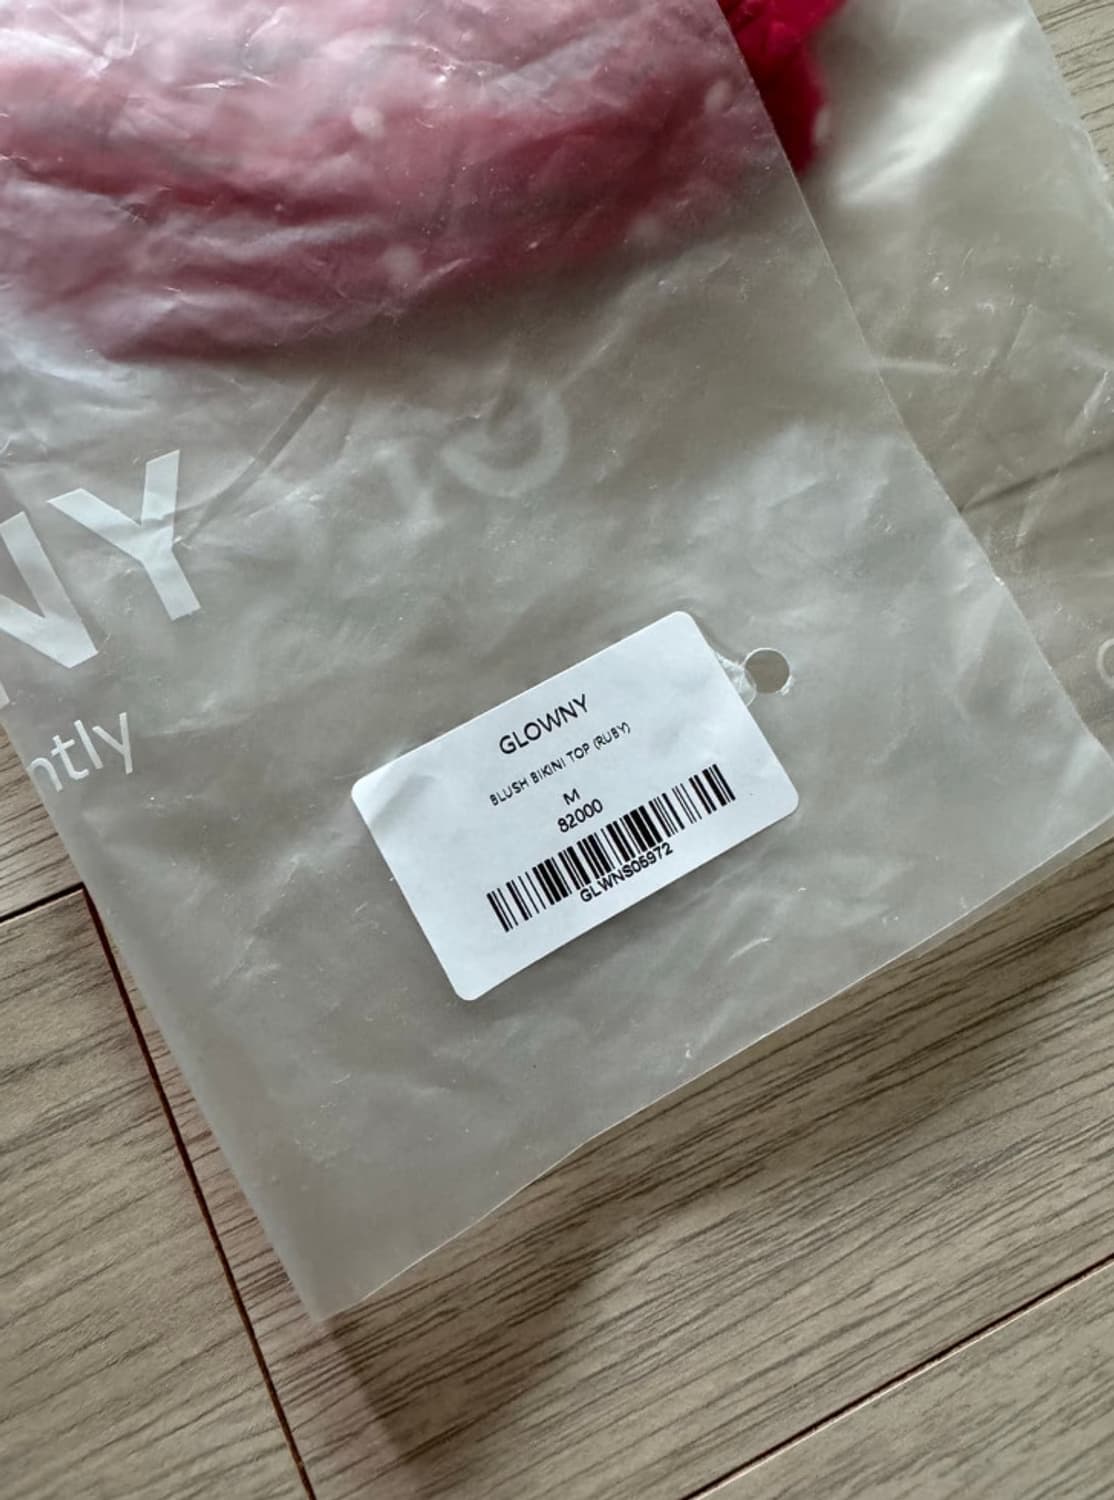 NY
ntly
GLOWNY
BLUSH BIKINI TOP (RUBY)
M
82000
GLWNS05972